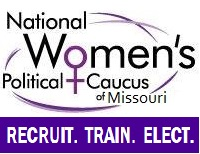 National
Women's
Political Caucus
of Missouri
RECRUIT. TRAIN. ELECT.